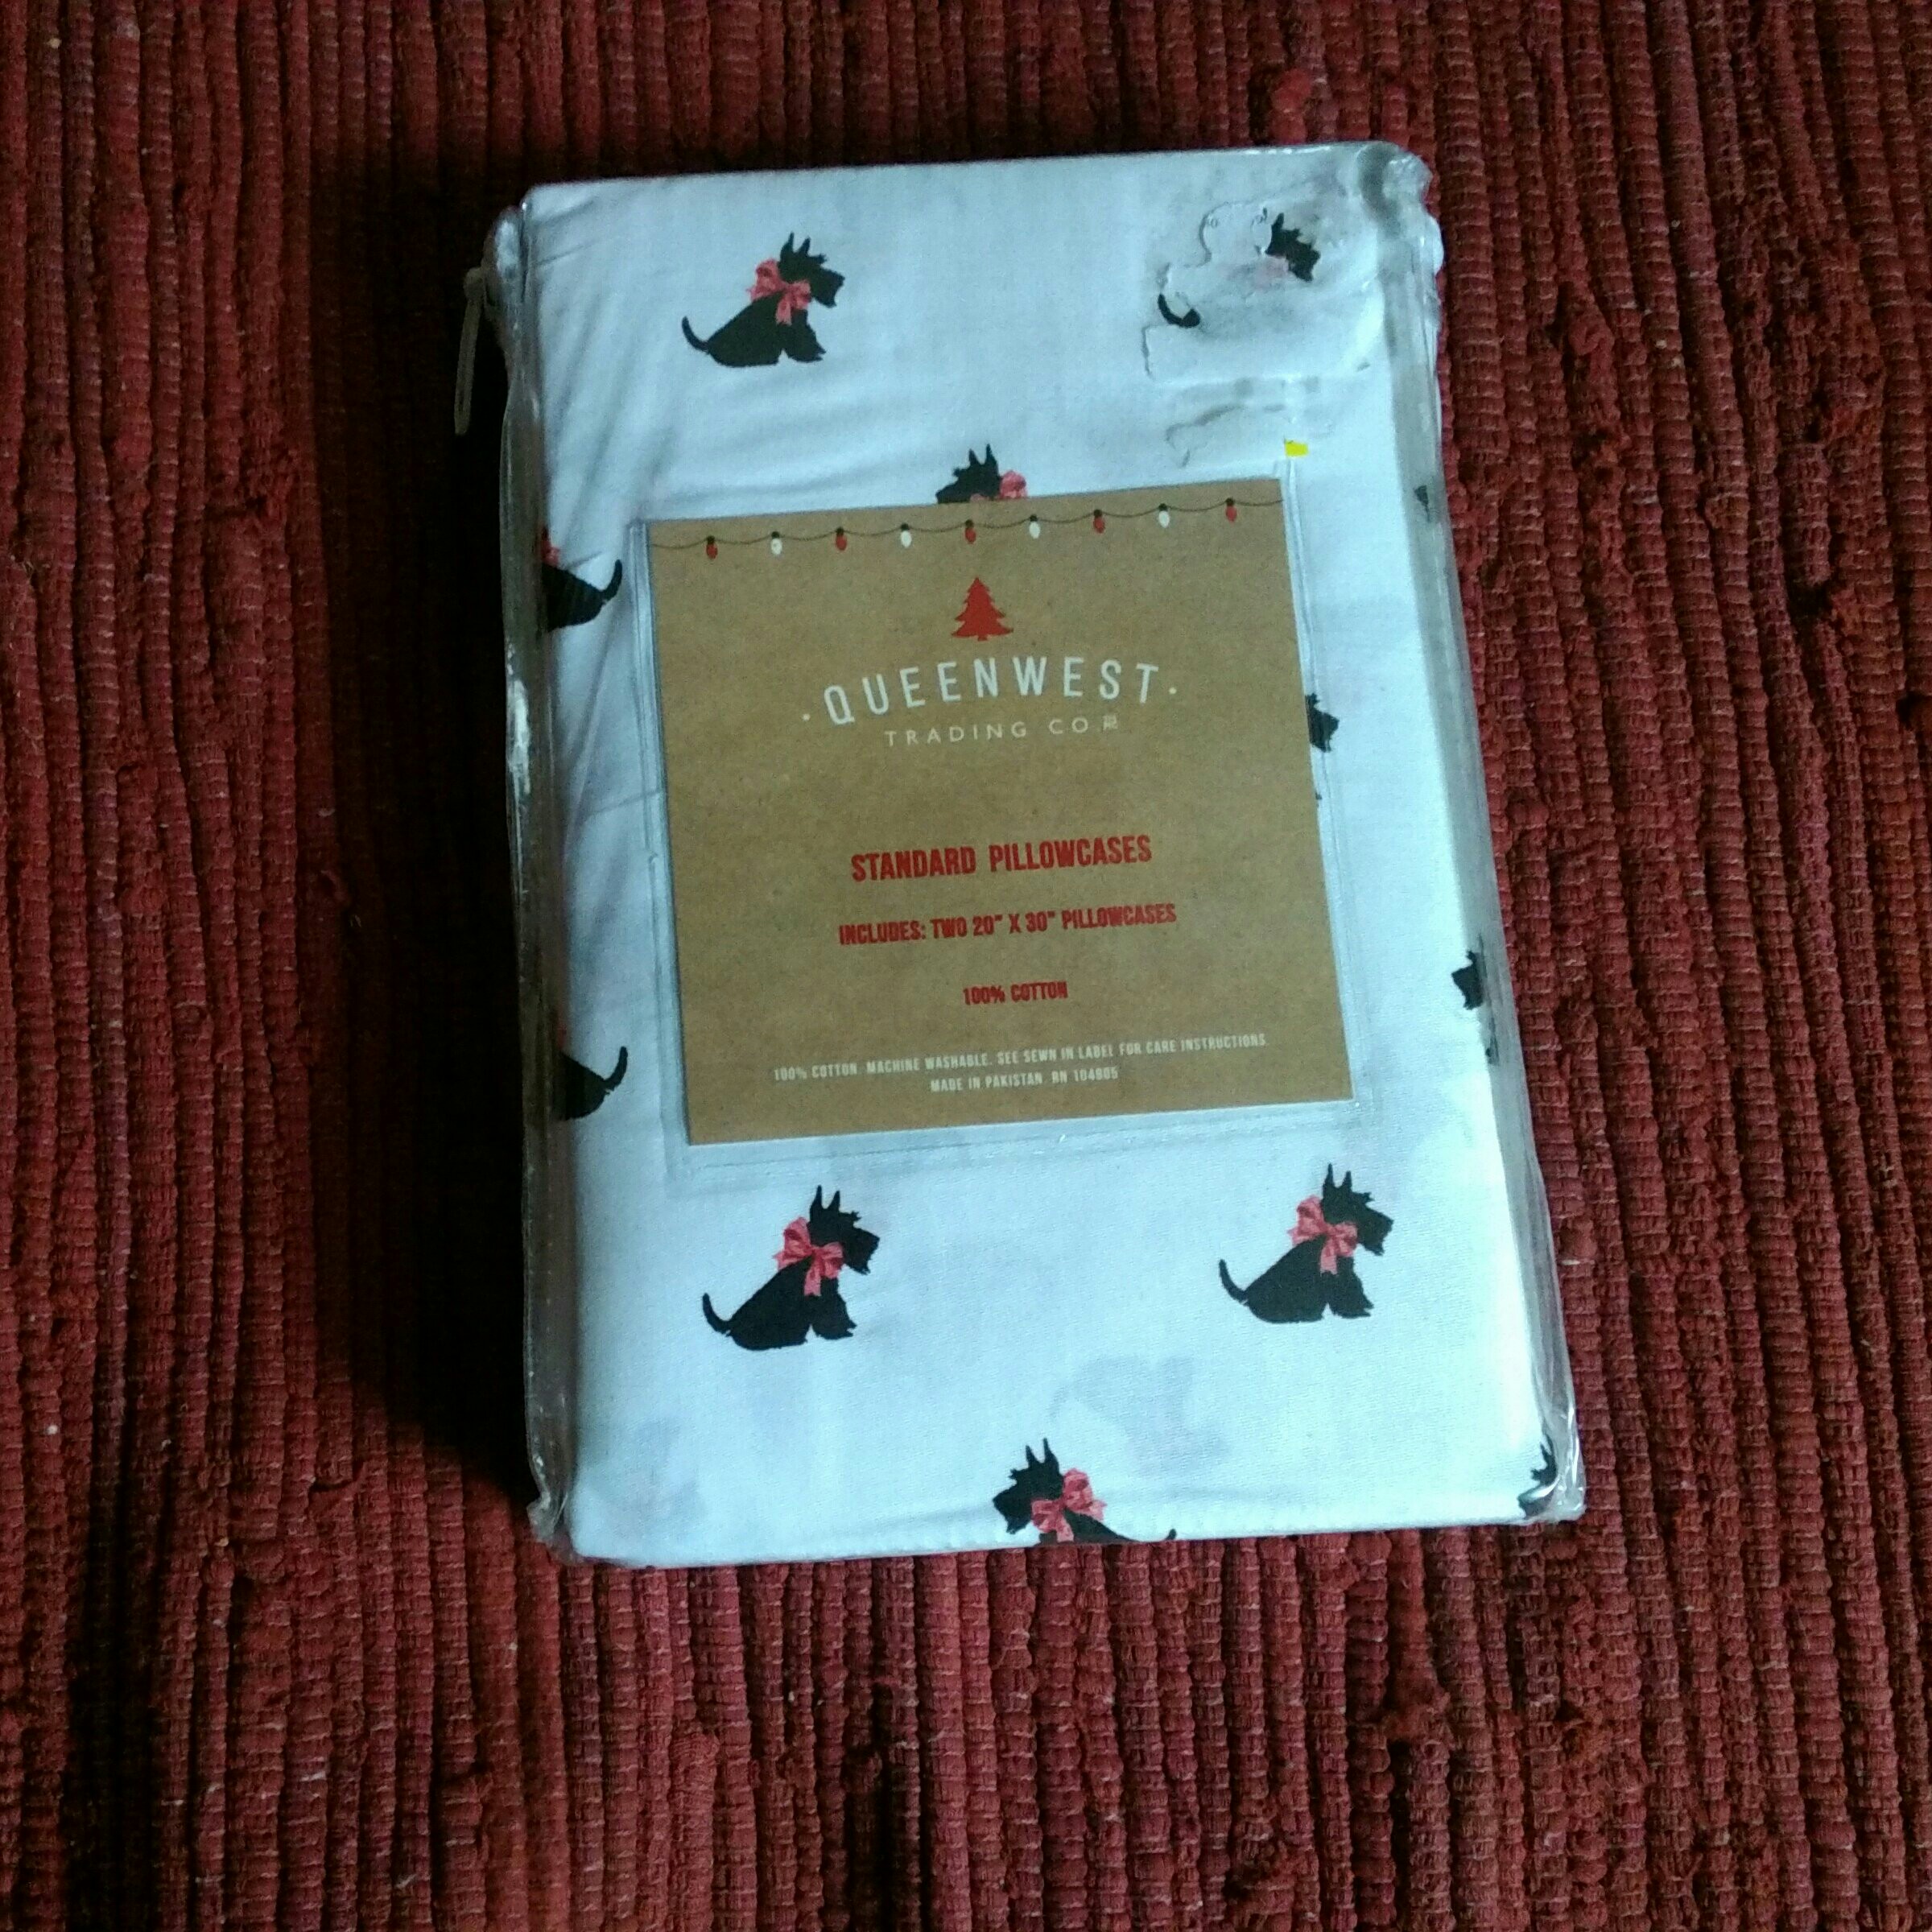 · QUEENWEST ·
TRADING CO.
STANDARD PILLOWCASES
INCLUDES: TWO 20" X 30" PILLOWCASES
100% COTTON
100% COTTON. MACHINE WASHABLE. SEE SEWN IN LABEL FOR CARE INSTRUCTIONS
MADE IN PAKISTAN. RN 104805